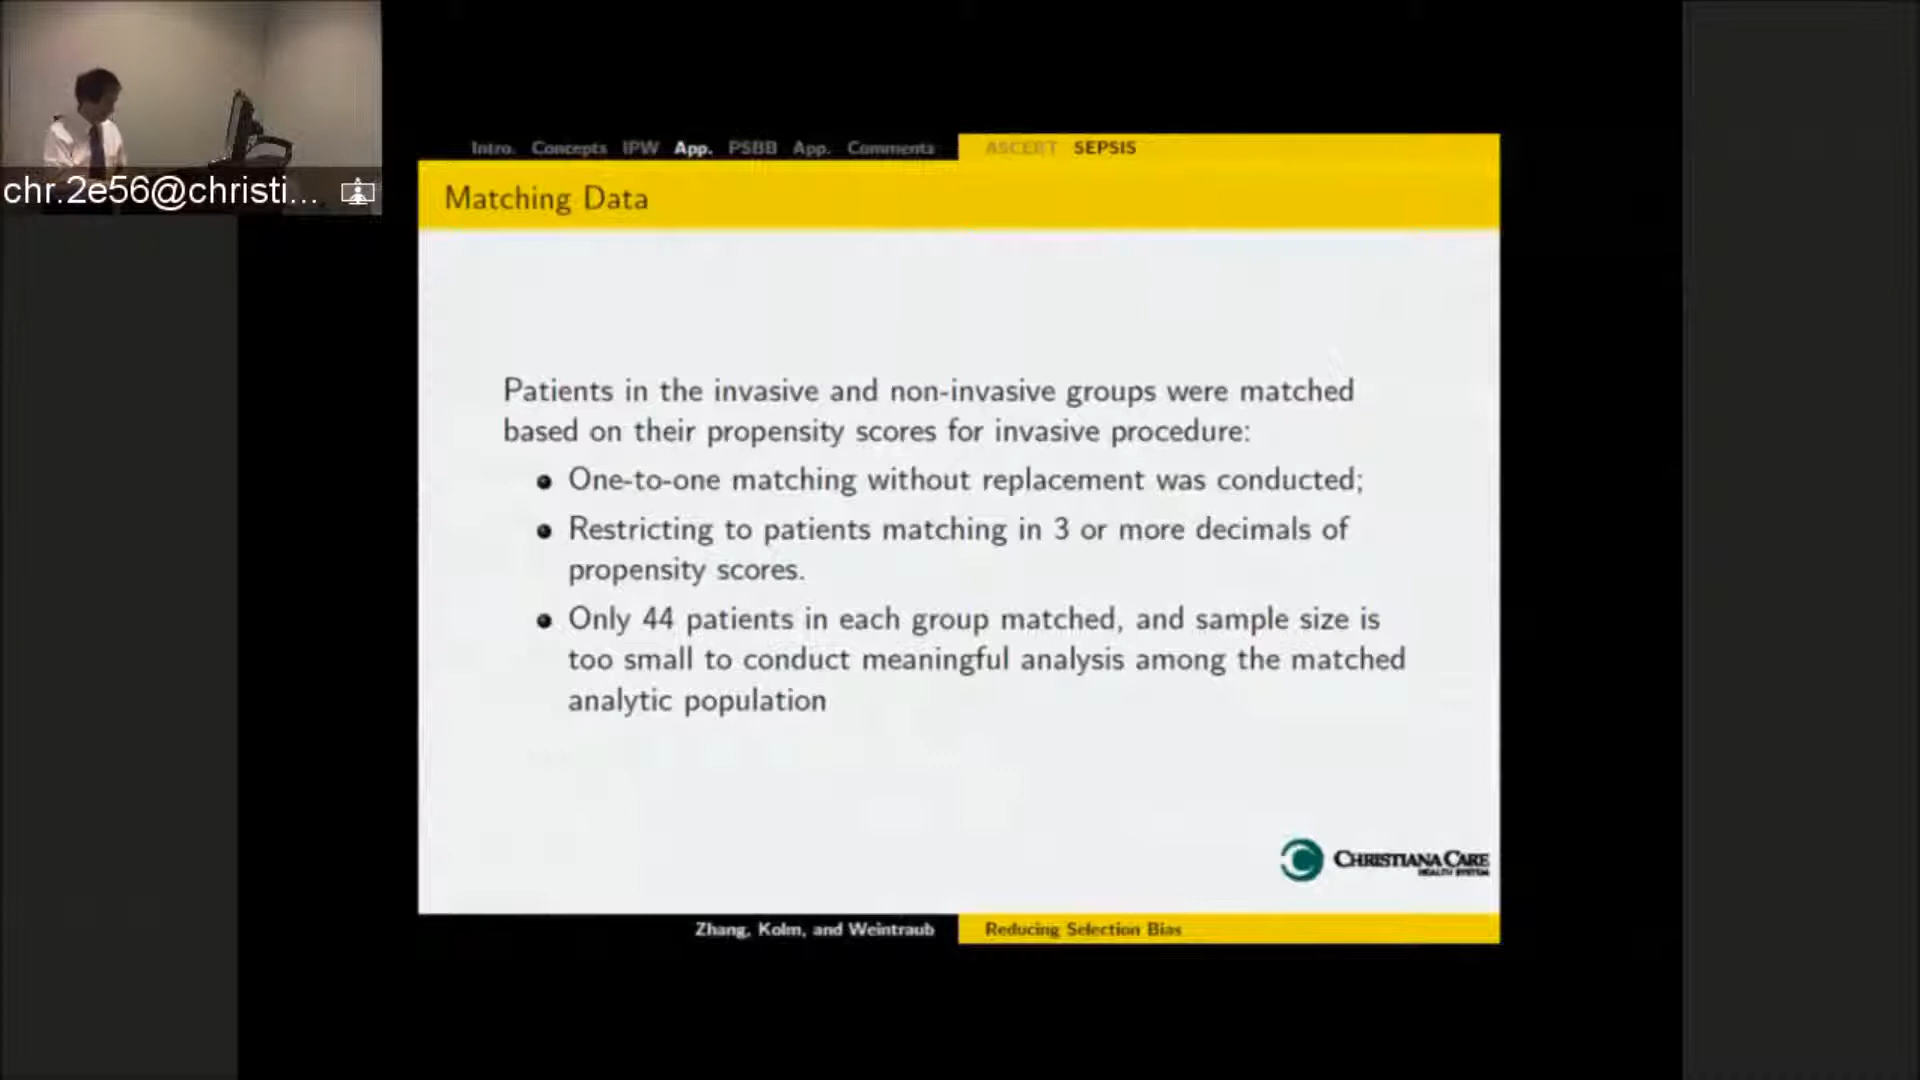 chr.2e56@christi...
Intro. Concepts IPW App. PSBB App. Comments
ASCERT SEPSIS
Matching Data
Patients in the invasive and non-invasive groups were matched
based on their propensity scores for invasive procedure:
One-to-one matching without replacement was conducted;
Restricting to patients matching in 3 or more decimals of
propensity scores.
Only 44 patients in each group matched, and sample size is
too small to conduct meaningful analysis among the matched
analytic population
CHRISTIANA CARE
HEALTH SYSTEM
Zhang, Kolm, and Weintraub
Reducing Selection Bias